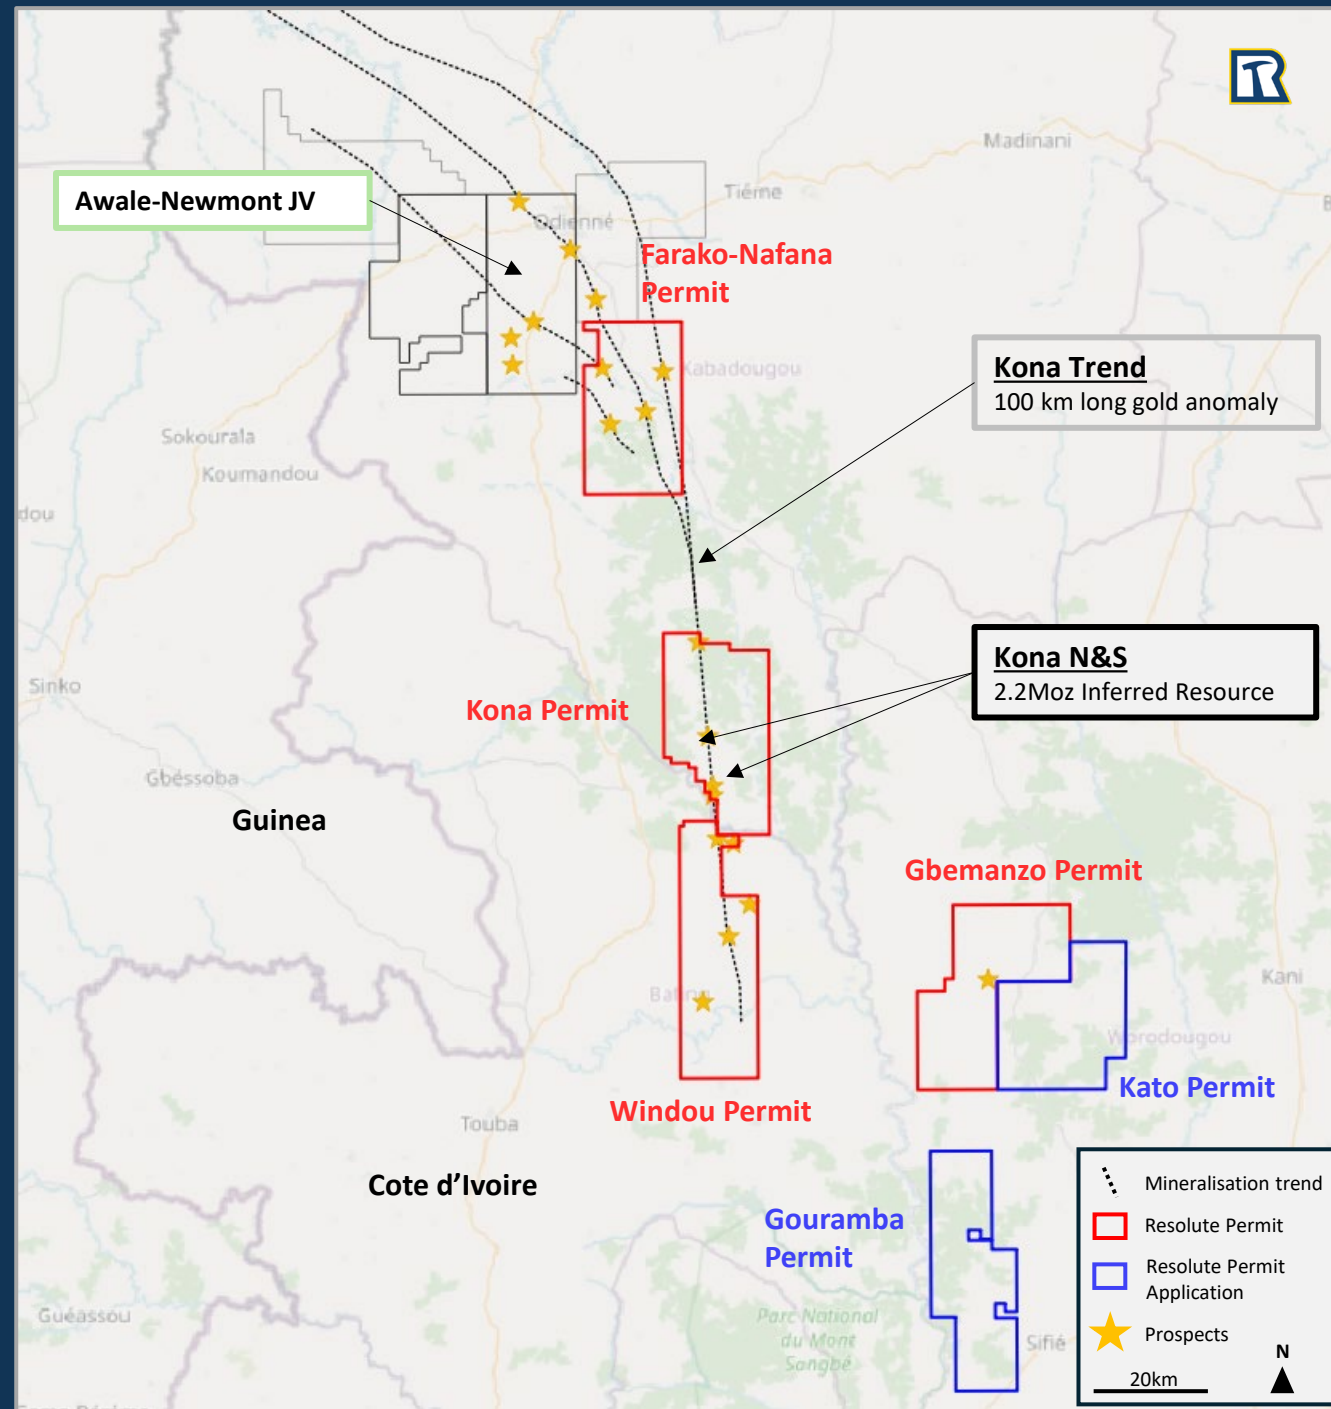 Madinani
Awale-Newmont JV
Tiéme
Odienné
Farako-Nafana
Permit
Kona Trend
100 km long gold anomaly
Kabadougou
Sokourala
Koumandou
dou
Kona N&S
2.2Moz Inferred Resource
Sinko
Kona Permit
Gbéssoba
Guinea
Gbemanzo Permit
Kani
Bafing
Worodougou
Kato Permit
Windou Permit
Touba
Cote d’Ivoire
Gouramba
Permit
Guéassou
Parc National
du Mont
Sangbé
Sifié
Mineralisation trend
Resolute Permit
Resolute Permit
Application
Prospects
N
20km